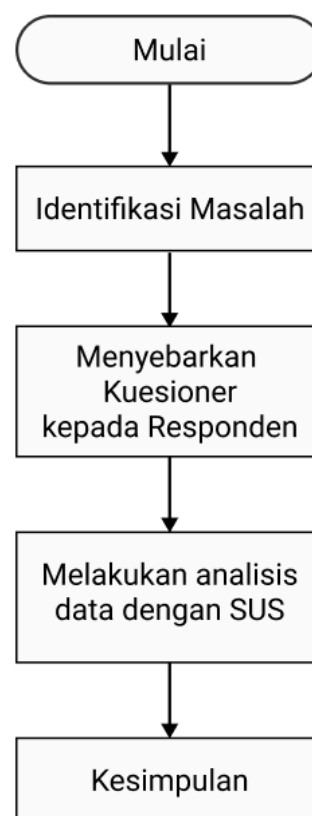 Mulai
Identifikasi Masalah
Menyebarkan
Kuesioner
kepada Responden
Melakukan analisis
data dengan SUS
Kesimpulan